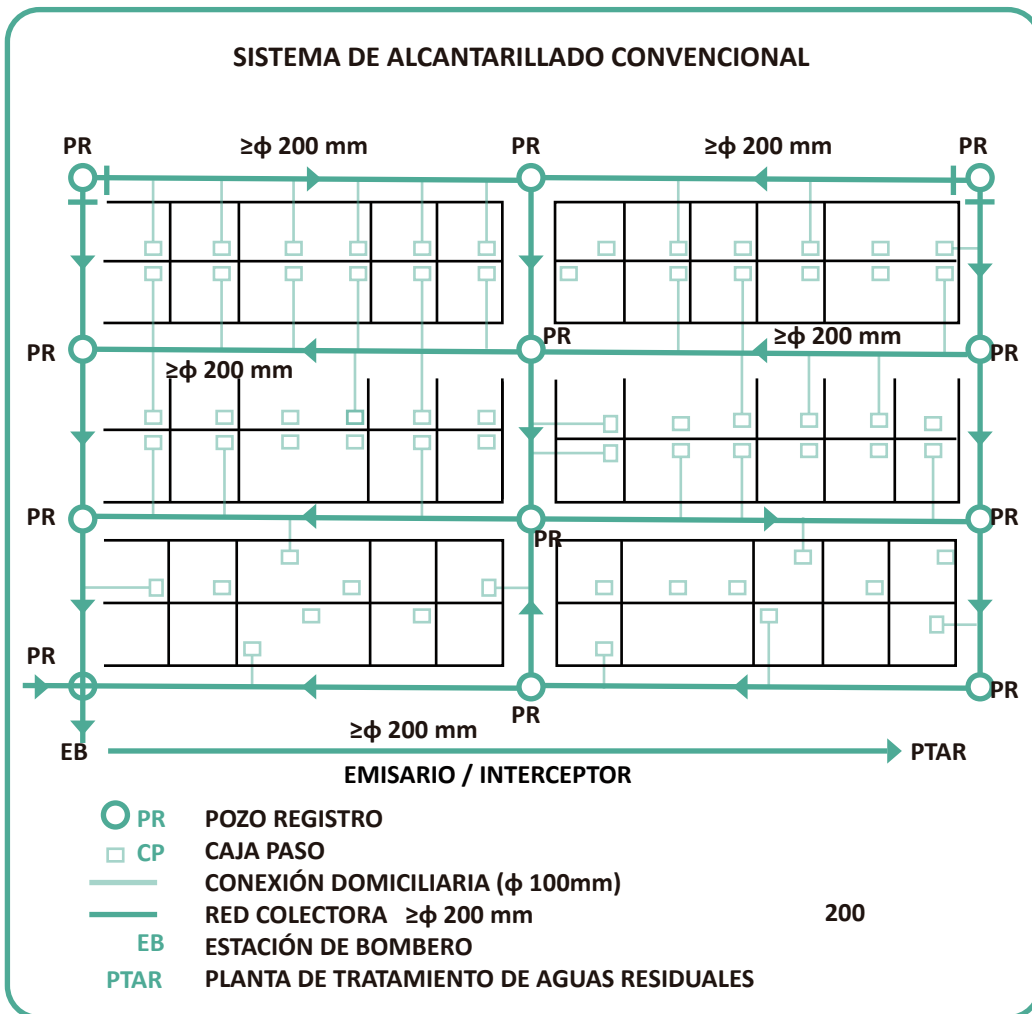 SISTEMA DE ALCANTARILLADO CONVENCIONAL
PR ≥ϕ 200 mm PR ≥ϕ 200 mm PR
PR ≥ϕ 200 mm PR ≥ϕ 200 mm PR
PR PR PR
PR PR PR
EB ≥ϕ 200 mm PTAR
EMISARIO / INTERCEPTOR
PR POZO REGISTRO
CP CAJA PASO
CONEXIÓN DOMICILIARIA (ϕ 100mm)
RED COLECTORA ≥ϕ 200 mm 200
EB ESTACIÓN DE BOMBERO
PTAR PLANTA DE TRATAMIENTO DE AGUAS RESIDUALES